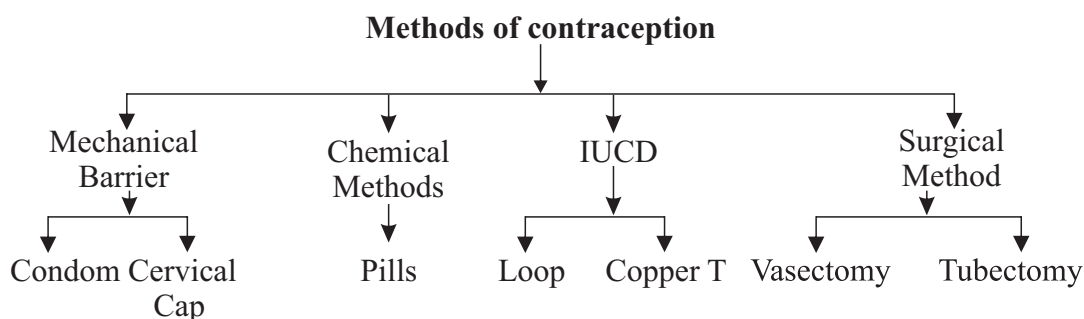 Methods of contraception
Mechanical
Barrier
Chemical
Methods
IUCD
Surgical
Method
Condom
Cervical
Cap
Pills
Loop
Copper T
Vasectomy
Tubectomy